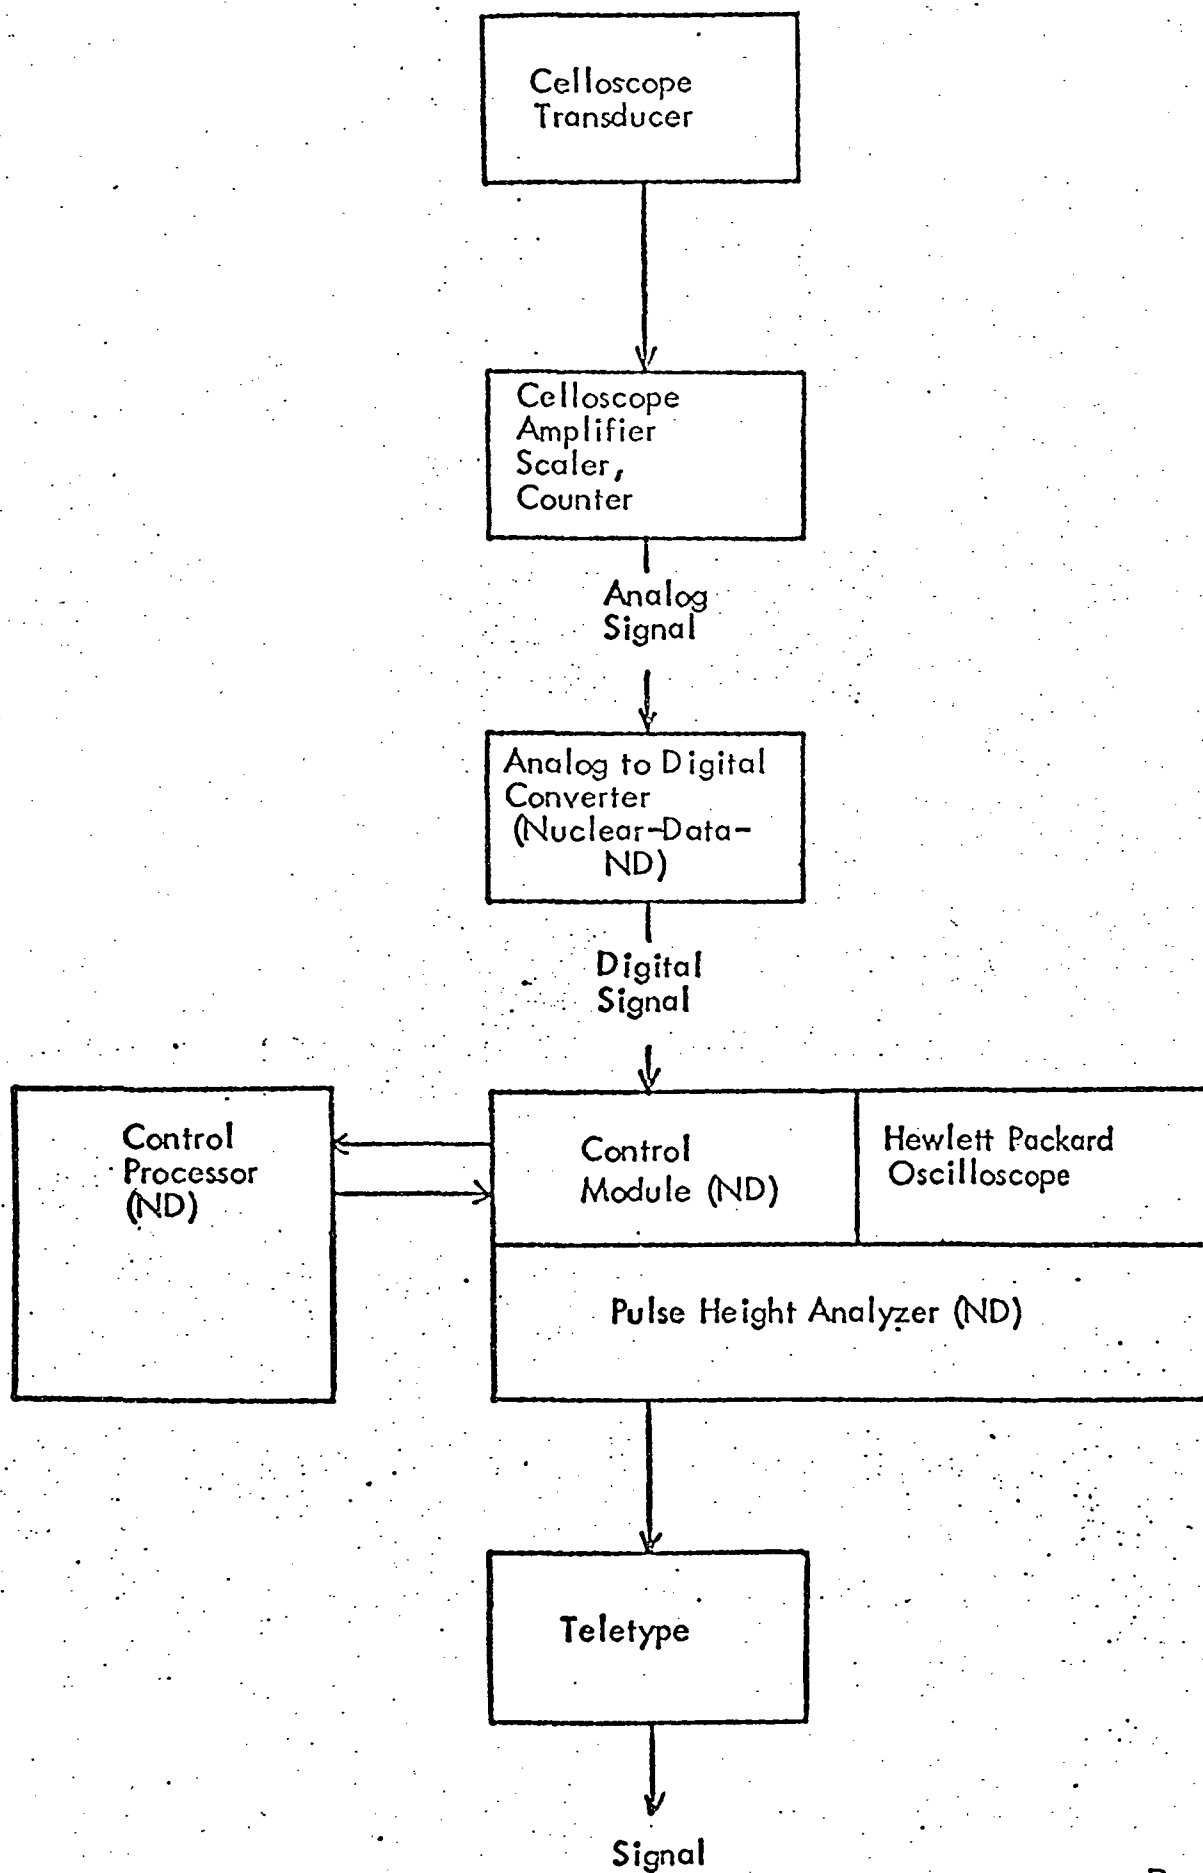 Celloscope
Transducer
Celloscope
Amplifier
Scaler,
Counter
Analog
Signal
Analog to Digital
Converter
(Nuclear-Data-
ND)
Digital
Signal
Control
Processor
(ND)
Control
Module (ND)
Hewlett Packard
Oscilloscope
Pulse Height Analyzer (ND)
Teletype
Signal